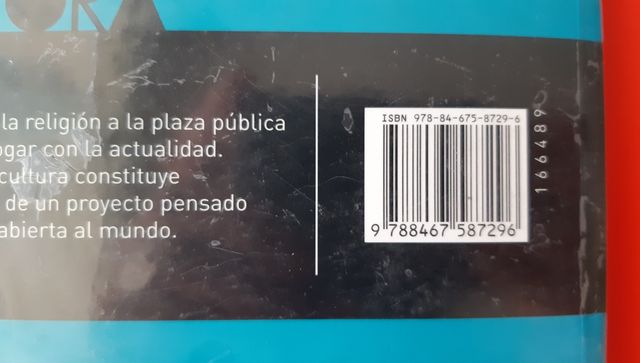 ORA
la religión a la plaza pública
ogar con la actualidad.
cultura constituye
de un proyecto pensado
abierta al mundo.
ISBN 978-84-675-8729-6
9 788467 587296
166489